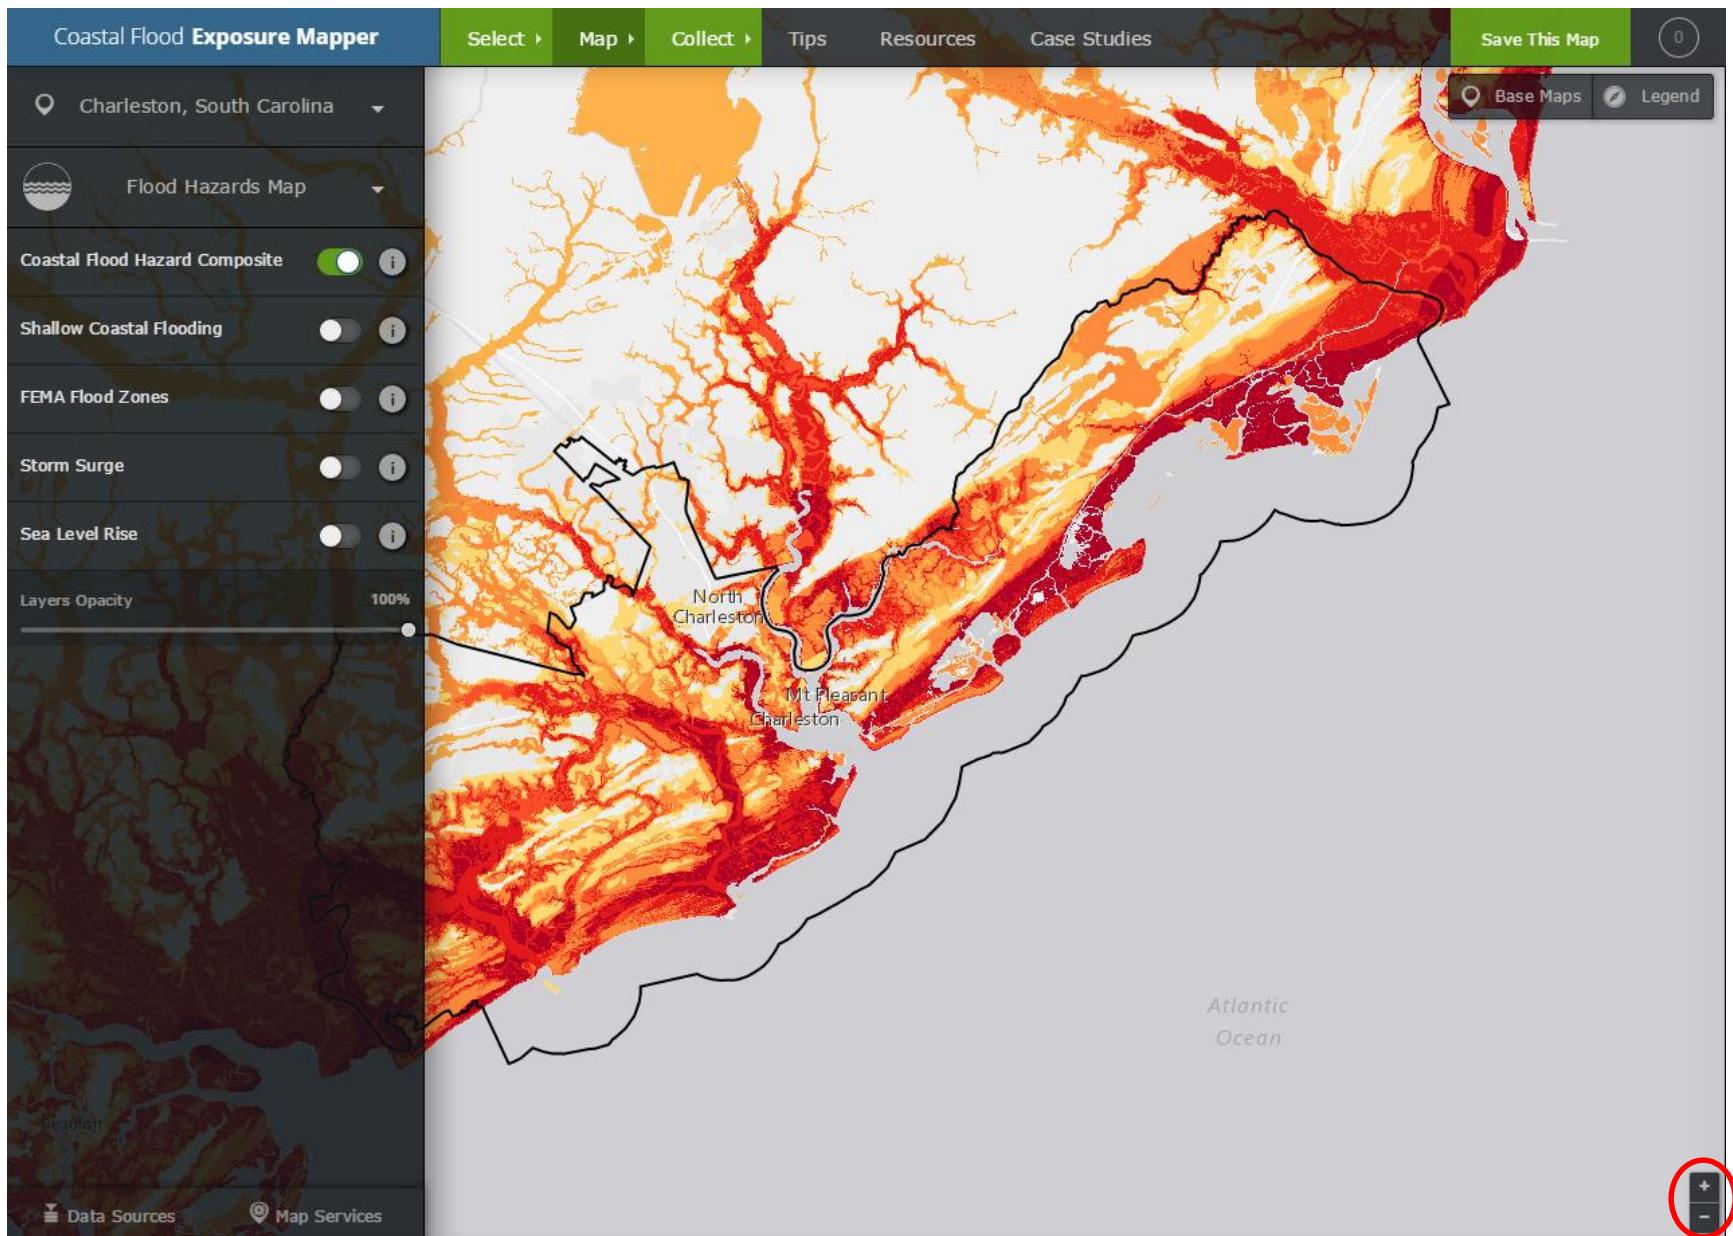 Coastal Flood Exposure Mapper
Select
Map
Collect
Tips
Resources
Case Studies
Save This Map
0
Charleston, South Carolina
Base Maps
Legend
Flood Hazards Map
Coastal Flood Hazard Composite
i
Shallow Coastal Flooding
i
FEMA Flood Zones
i
Storm Surge
i
Sea Level Rise
i
Layers Opacity
100%
North
Charleston
Mt Pleasant
Charleston
Atlantic
Ocean
Beaufort
+
−
Data Sources
Map Services